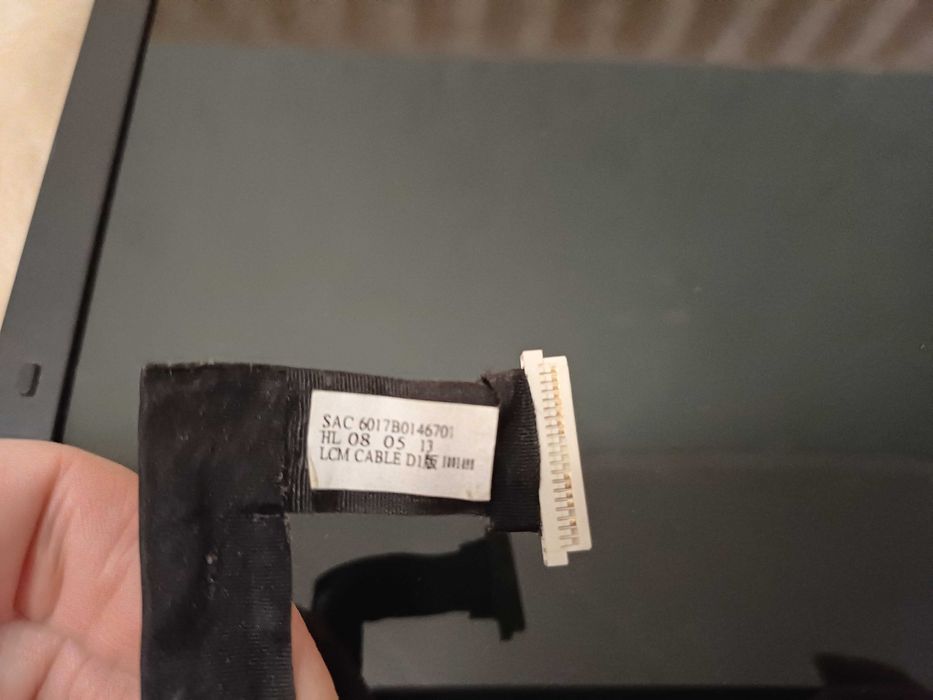 SAC 6017B0146701
HL 08 05 13
LCM CABLE D1版